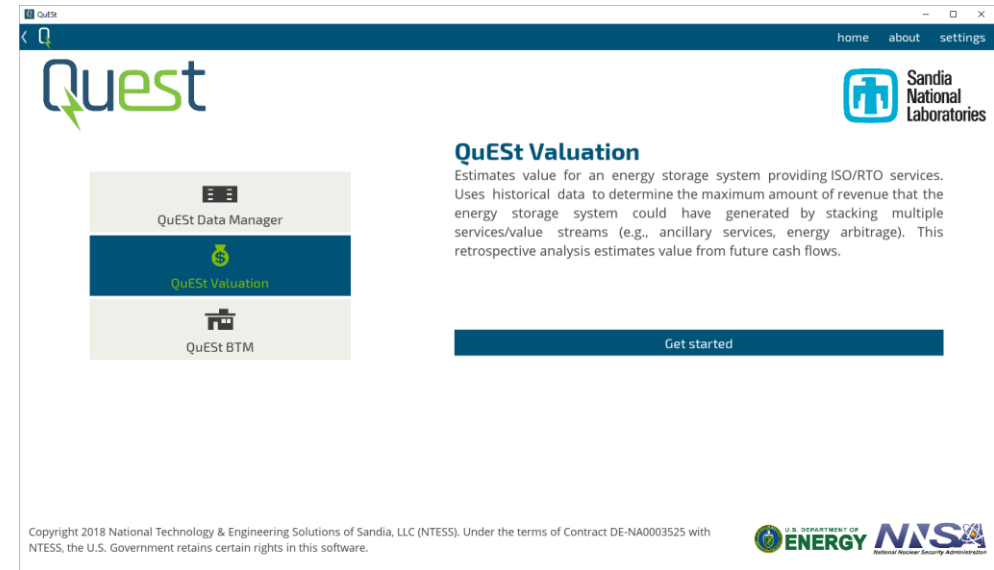 QuESt
home about settings
Quest
Sandia
National
Laboratories
QuESt Valuation
Estimates value for an energy storage system providing ISO/RTO services.
Uses historical data to determine the maximum amount of revenue that the
energy storage system could have generated by stacking multiple
services/value streams (e.g., ancillary services, energy arbitrage). This
retrospective analysis estimates value from future cash flows.
QuESt Data Manager
QuESt Valuation
QuESt BTM
Get started
Copyright 2018 National Technology & Engineering Solutions of Sandia, LLC (NTESS). Under the terms of Contract DE-NA0003525 with
NTESS, the U.S. Government retains certain rights in this software.
U.S. DEPARTMENT OF
ENERGY
NNSA
National Nuclear Security Administration